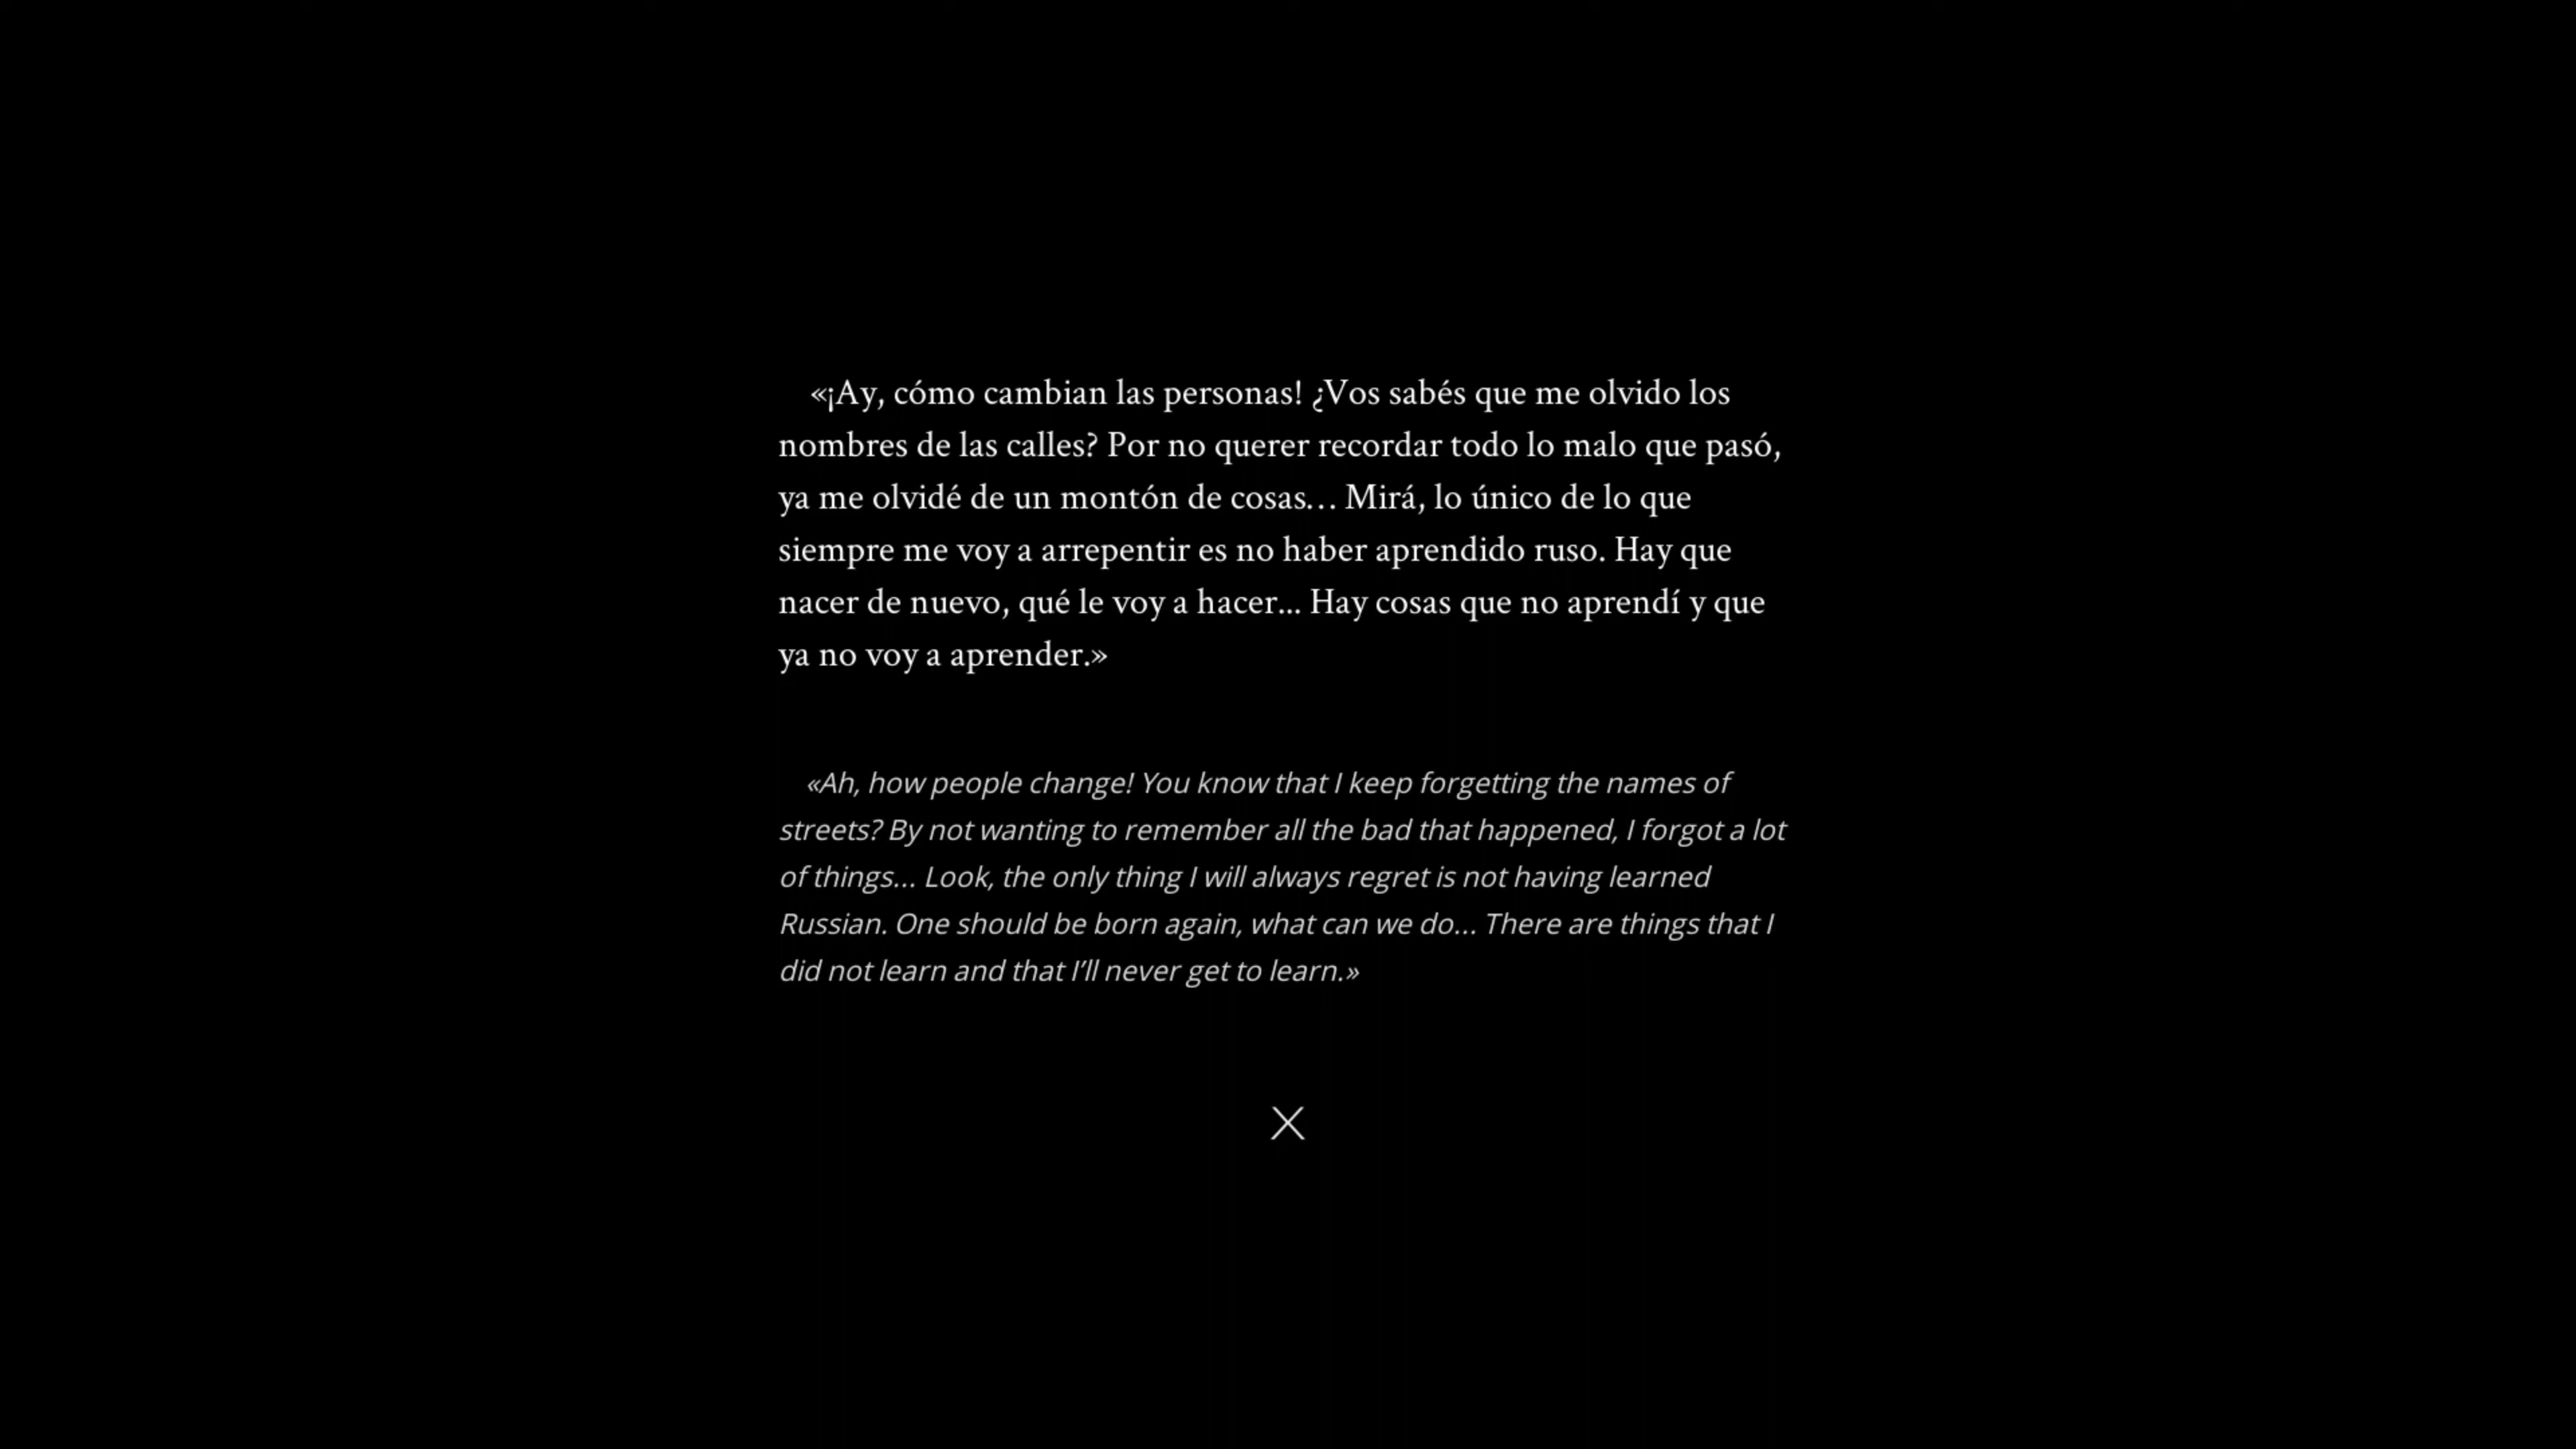 «¡Ay, cómo cambian las personas! ¿Vos sabés que me olvido los
nombres de las calles? Por no querer recordar todo lo malo que pasó,
ya me olvidé de un montón de cosas… Mirá, lo único de lo que
siempre me voy a arrepentir es no haber aprendido ruso. Hay que
nacer de nuevo, qué le voy a hacer... Hay cosas que no aprendí y que
ya no voy a aprender.»
«Ah, how people change! You know that I keep forgetting the names of
streets? By not wanting to remember all the bad that happened, I forgot a lot
of things... Look, the only thing I will always regret is not having learned
Russian. One should be born again, what can we do... There are things that I
did not learn and that I’ll never get to learn.»